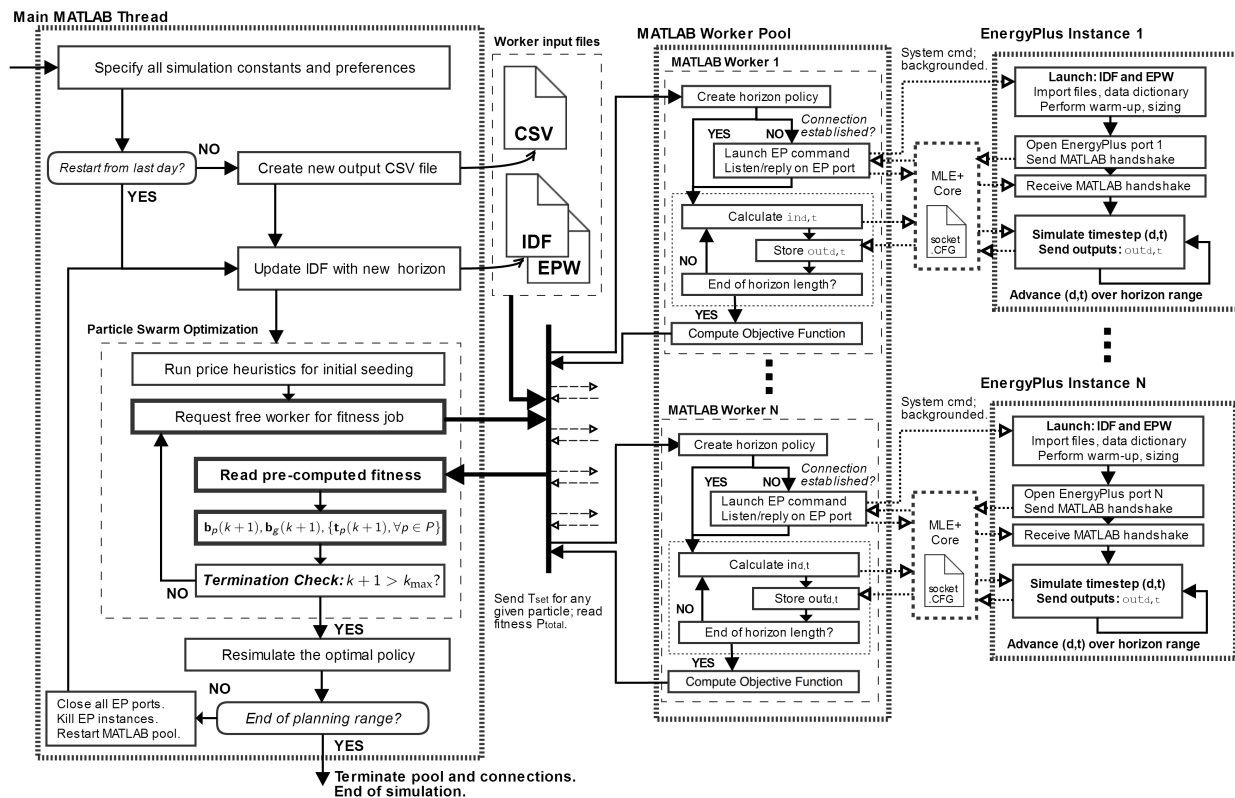 Main MATLAB Thread
Specify all simulation constants and preferences
Restart from last day?
NO
YES
Create new output CSV file
Update IDF with new horizon
Particle Swarm Optimization
Run price heuristics for initial seeding
Request free worker for fitness job
Read pre-computed fitness
b_p(k+1), b_g(k+1), {t_p(k+1), ∀p ∈ P}
Termination Check: k+1 > k_max?
NO
YES
Resimulate the optimal policy
NO
End of planning range?
Close all EP ports.
Kill EP instances.
Restart MATLAB pool.
YES
Terminate pool and connections.
End of simulation.
Worker input files
CSV
IDF
EPW
Send Tset for any
given particle; read
fitness Ptotal.
MATLAB Worker Pool
MATLAB Worker 1
Create horizon policy
Connection
established?
YES
NO
Launch EP command
Listen/reply on EP port
Calculate ind,t
Store outd,t
NO
End of horizon length?
YES
Compute Objective Function
MATLAB Worker N
Create horizon policy
Connection
established?
YES
NO
Launch EP command
Listen/reply on EP port
Calculate ind,t
Store outd,t
NO
End of horizon length?
YES
Compute Objective Function
System cmd;
backgrounded.
MLE+
Core
socket
.CFG
EnergyPlus Instance 1
Launch: IDF and EPW
Import files, data dictionary
Perform warm-up, sizing
Open EnergyPlus port 1
Send MATLAB handshake
Receive MATLAB handshake
Simulate timestep (d,t)
Send outputs: outd,t
Advance (d,t) over horizon range
EnergyPlus Instance N
System cmd;
backgrounded.
MLE+
Core
socket
.CFG
Launch: IDF and EPW
Import files, data dictionary
Perform warm-up, sizing
Open EnergyPlus port N
Send MATLAB handshake
Receive MATLAB handshake
Simulate timestep (d,t)
Send outputs: outd,t
Advance (d,t) over horizon range